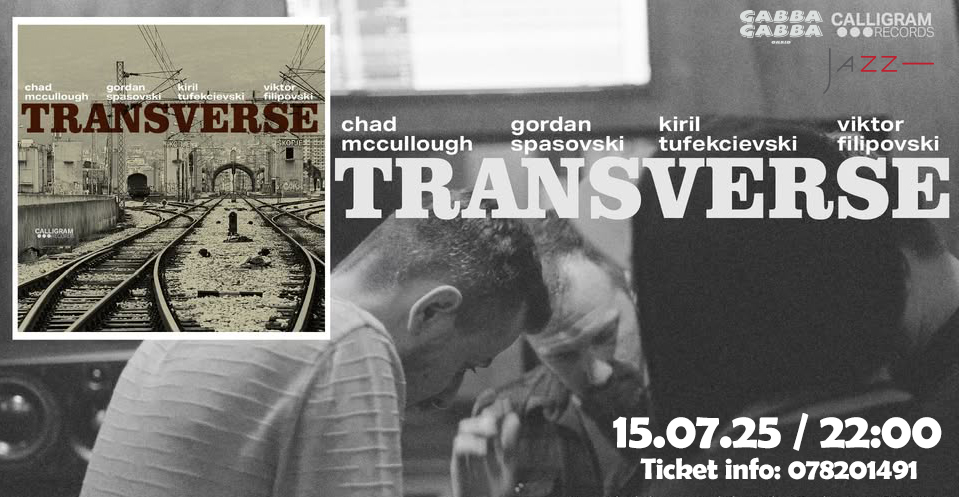 GABBA
GABBA
CALLIGRAM
RECORDS
JAZZ
chad mccullough
gordan spasovski
kiril tufekcievski
viktor filipovski
TRANSVERSE
CALLIGRAM
RECORDS
chad mccullough
gordan spasovski
kiril tufekcievski
viktor filipovski
TRANSVERSE
15.07.25 / 22:00
Ticket info: 078201491